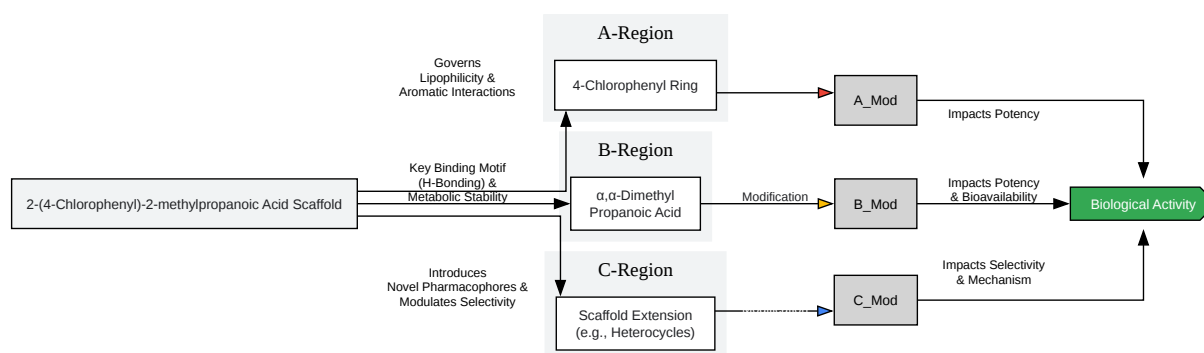 A-Region
Governs
Lipophilicity &
Aromatic Interactions
4-Chlorophenyl Ring
A_Mod
Impacts Potency
B-Region
Key Binding Motif
(H-Bonding) &
Metabolic Stability
2-(4-Chlorophenyl)-2-methylpropanoic Acid Scaffold
α,α-Dimethyl
Propanoic Acid
Modification
B_Mod
Impacts Potency
& Bioavailability
Biological Activity
C-Region
Introduces
Novel Pharmacophores &
Modulates Selectivity
Scaffold Extension
(e.g., Heterocycles)
C_Mod
Impacts Selectivity
& Mechanism